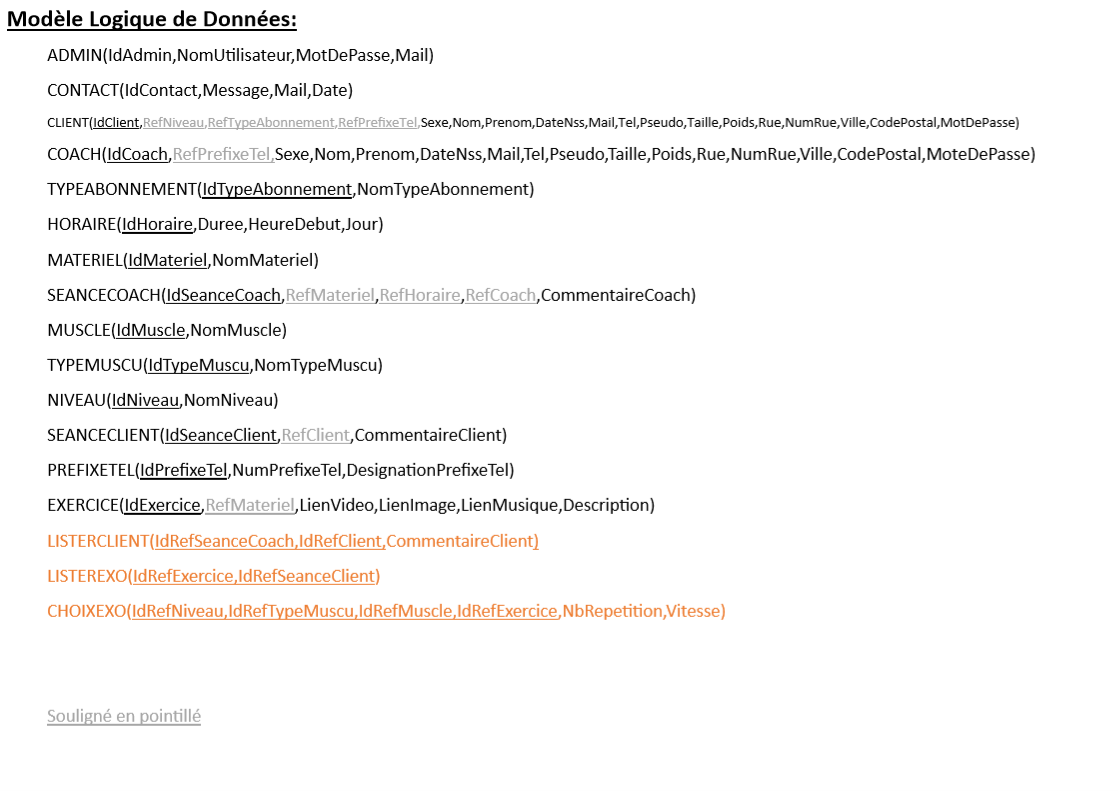 Modèle Logique de Données:
ADMIN(IdAdmin,NomUtilisateur,MotDePasse,Mail)
CONTACT(IdContact,Message,Mail,Date)
CLIENT(IdClient,RefNiveau,RefTypeAbonnement,RefPrefixeTel,Sexe,Nom,Prenom,DateNss,Mail,Tel,Pseudo,Taille,Poids,Rue,NumRue,Ville,CodePostal,MotDePasse)
COACH(IdCoach,RefPrefixeTel,Sexe,Nom,Prenom,DateNss,Mail,Tel,Pseudo,Taille,Poids,Rue,NumRue,Ville,CodePostal,MoteDePasse)
TYPEABONNEMENT(IdTypeAbonnement,NomTypeAbonnement)
HORAIRE(IdHoraire,Duree,HeureDebut,Jour)
MATERIEL(IdMateriel,NomMateriel)
SEANCECOACH(IdSeanceCoach,RefMateriel,RefHoraire,RefCoach,CommentaireCoach)
MUSCLE(IdMuscle,NomMuscle)
TYPEMUSCU(IdTypeMuscu,NomTypeMuscu)
NIVEAU(IdNiveau,NomNiveau)
SEANCECLIENT(IdSeanceClient,RefClient,CommentaireClient)
PREFIXETEL(IdPrefixeTel,NumPrefixeTel,DesignationPrefixeTel)
EXERCICE(IdExercice,RefMateriel,LienVideo,LienImage,LienMusique,Description)
LISTERCLIENT(IdRefSeanceCoach,IdRefClient,CommentaireClient)
LISTEREXO(IdRefExercice,IdRefSeanceClient)
CHOIXEXO(IdRefNiveau,IdRefTypeMuscu,IdRefMuscle,IdRefExercice,NbRepetition,Vitesse)
Souligné en pointillé